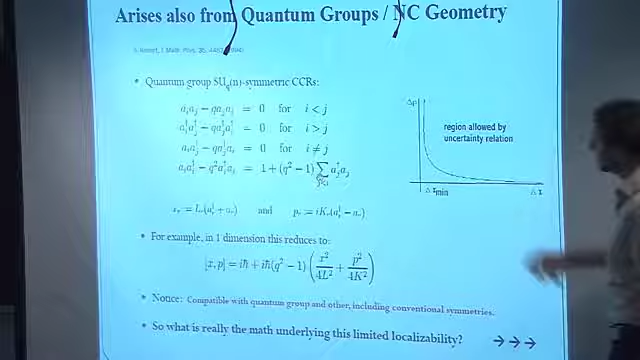 Arises also from Quantum Groups / NC Geometry
J. Math. Phys. 35,
• Quantum group SU_q(n)-symmetric CCRs:
a_i a_j − q a_j a_i = 0 for i < j
a_i† a_j† − q a_j† a_i† = 0 for i > j
a_i a_j† − q a_j† a_i = 0 for i ≠ j
a_i a_i† − q² a_i† a_i = 1 + (q² − 1) ∑_{j<i} a_j† a_j
Δp
region allowed by
uncertainty relation
Δx_min
Δx
x_r = L_r(a_r† + a_r) and p_r = iK_r(a_r† − a_r)
• For example, in 1 dimension this reduces to:
[x, p] = iħ + iħ(q² − 1) (x²/4L² + p²/4K²)
• Notice: Compatible with quantum group and other, including conventional symmetries.
• So what is really the math underlying this limited localizability? →→→